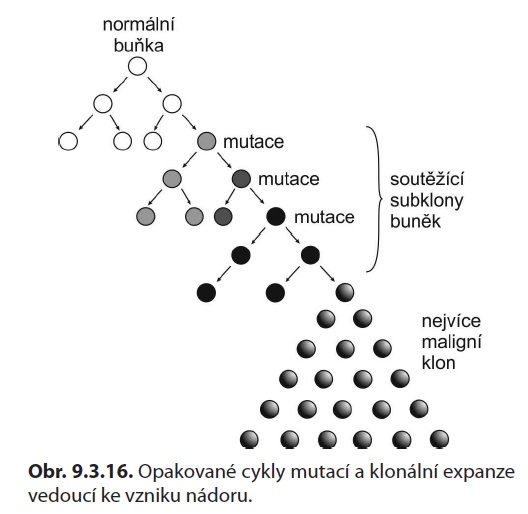 normální
buňka
mutace
mutace
mutace
soutěžící
subklony
buněk
nejvíce
maligní
klon
Obr. 9.3.16. Opakované cykly mutací a klonální expanze
vedoucí ke vzniku nádoru.